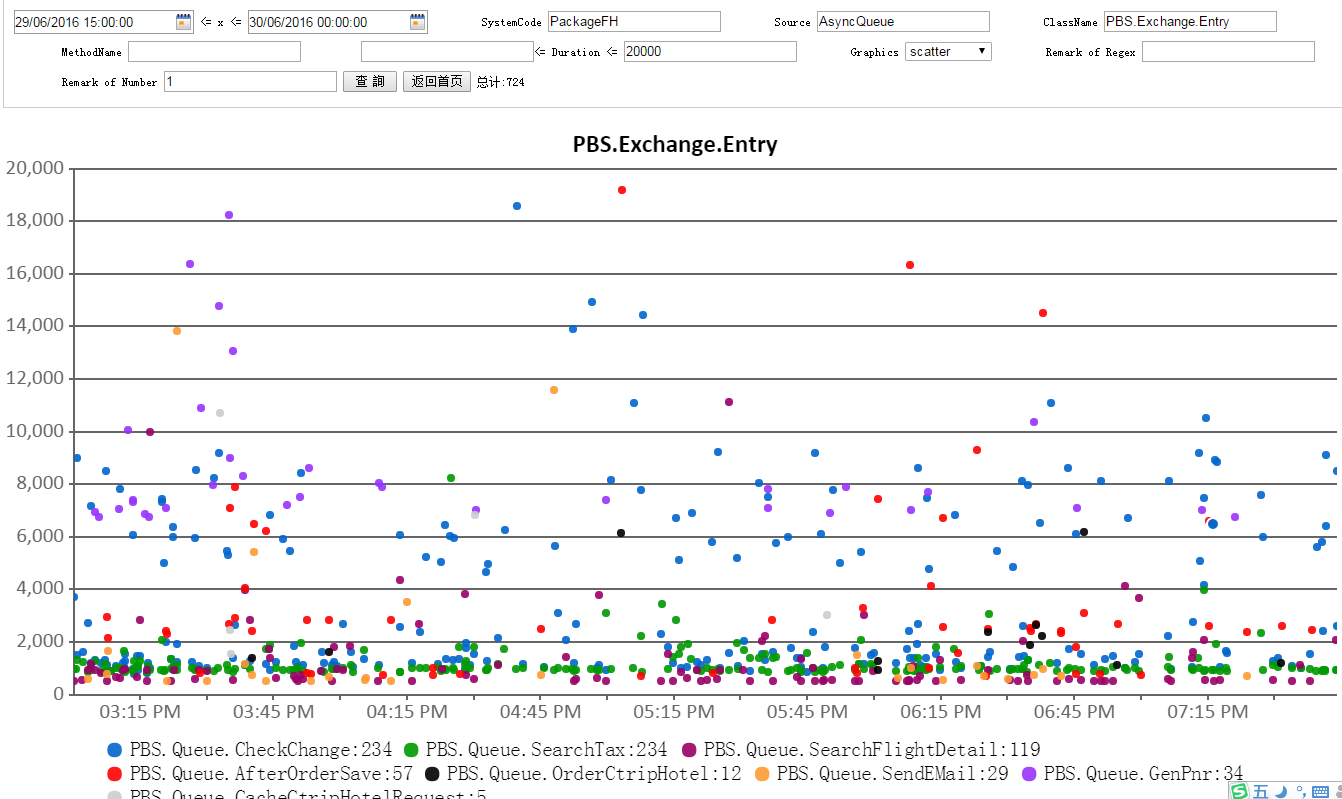 29/06/2016 15:00:00 <= x <= 30/06/2016 00:00:00 SystemCode PackageFH Source AsyncQueue ClassName PBS.Exchange.Entry
MethodName <= Duration <= 20000 Graphics scatter Remark of Regex
Remark of Number 1 查 詢 返回首页 总计:724
PBS.Exchange.Entry
20,000
18,000
16,000
14,000
12,000
10,000
8,000
6,000
4,000
2,000
0
03:15 PM 03:45 PM 04:15 PM 04:45 PM 05:15 PM 05:45 PM 06:15 PM 06:45 PM 07:15 PM
PBS.Queue.CheckChange:234 PBS.Queue.SearchTax:234 PBS.Queue.SearchFlightDetail:119
PBS.Queue.AfterOrderSave:57 PBS.Queue.OrderCtripHotel:12 PBS.Queue.SendEMail:29 PBS.Queue.GenPnr:34
PBS.Queue.CacheCtripHotelRequest:5
五